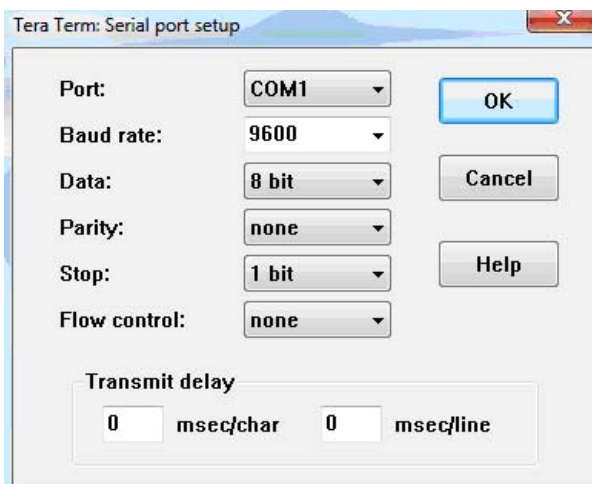 Tera Term: Serial port setup
Port: COM1 OK
Baud rate: 9600
Data: 8 bit Cancel
Parity: none
Stop: 1 bit Help
Flow control: none
Transmit delay
0 msec/char 0 msec/line